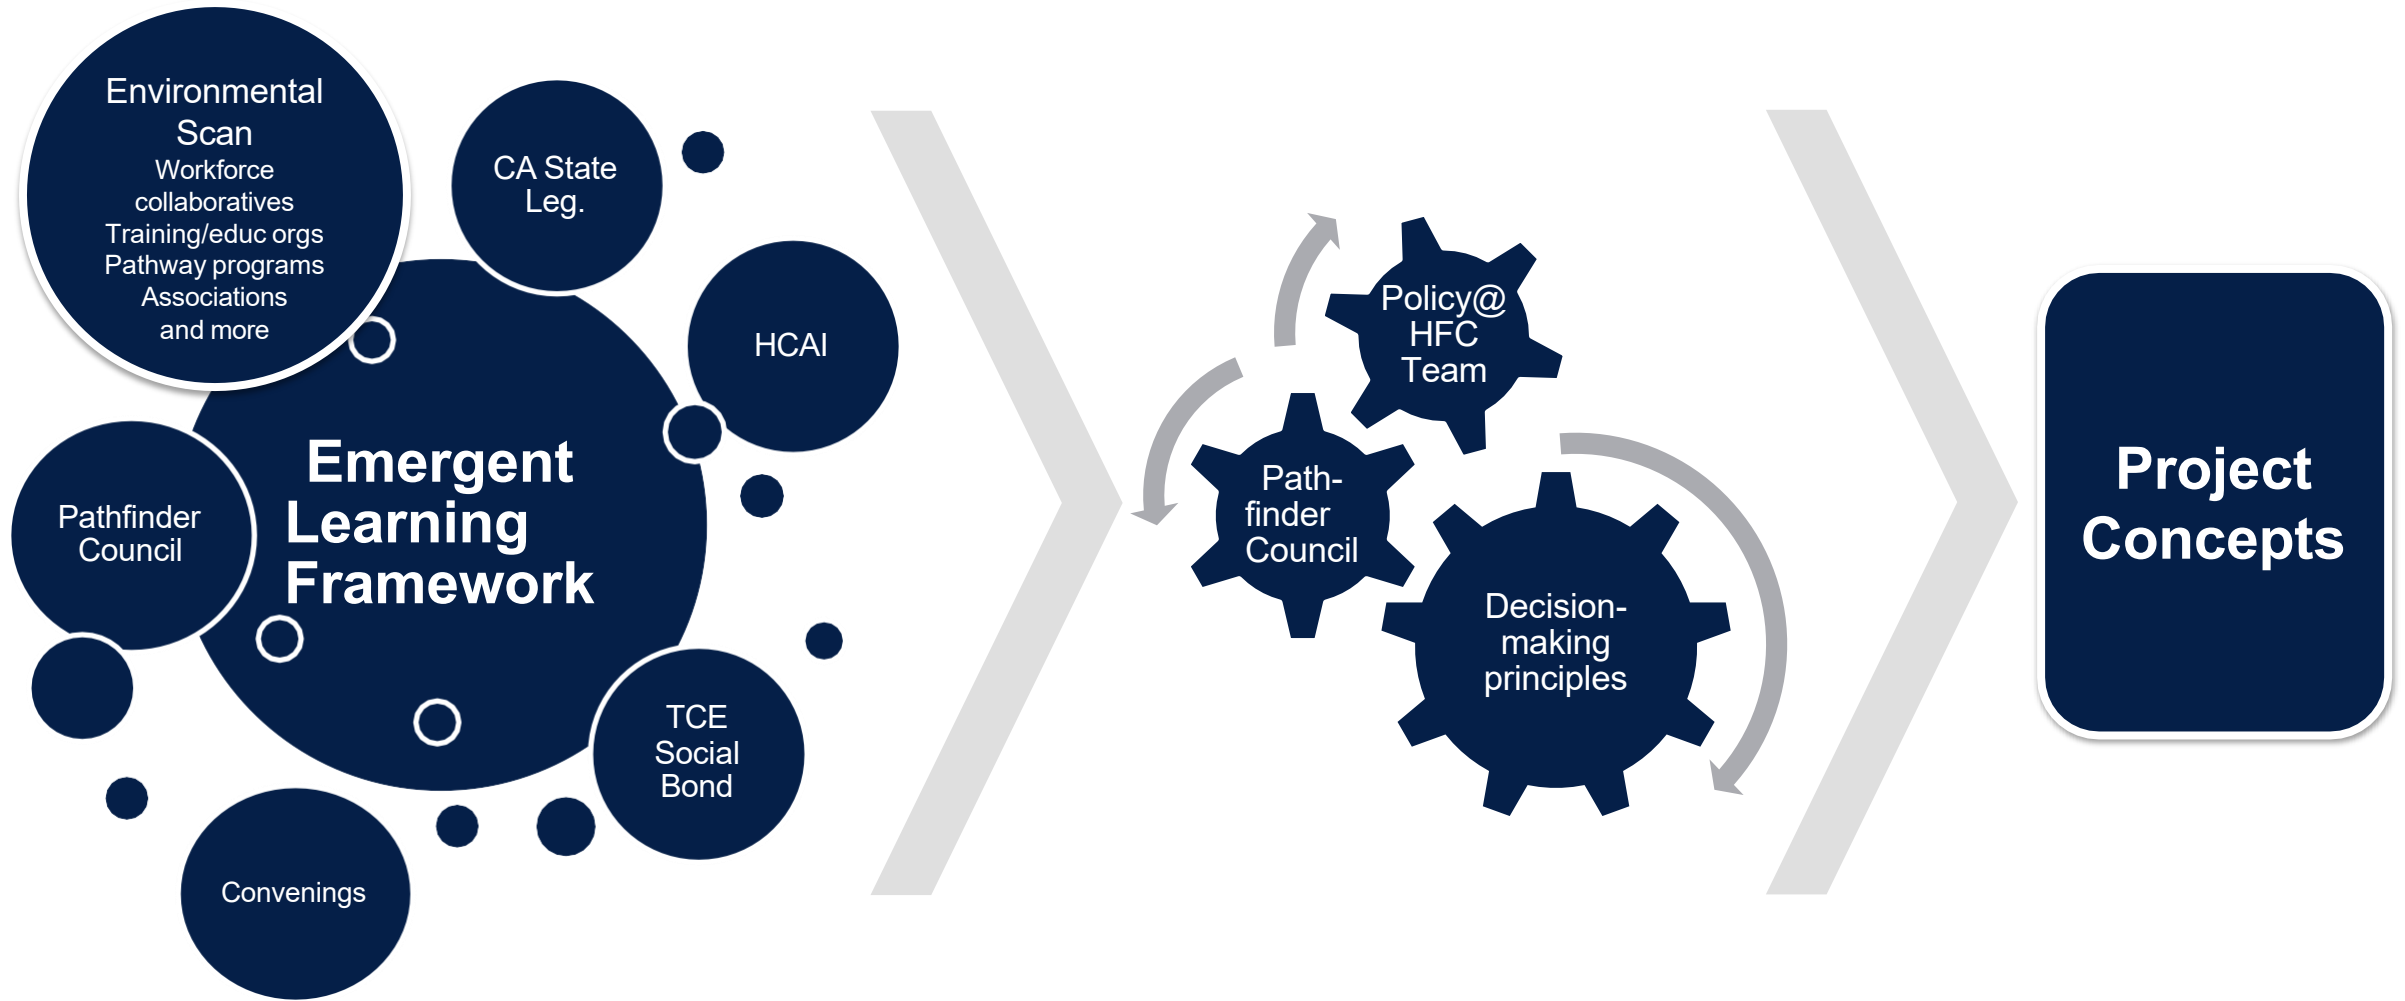 Environmental
Scan
Workforce
collaboratives
Training/educ orgs
Pathway programs
Associations
and more
CA State
Leg.
HCAI
Emergent
Learning
Framework
Pathfinder
Council
TCE
Social
Bond
Convenings
Policy@
HFC
Team
Path-
finder
Council
Decision-
making
principles
Project
Concepts